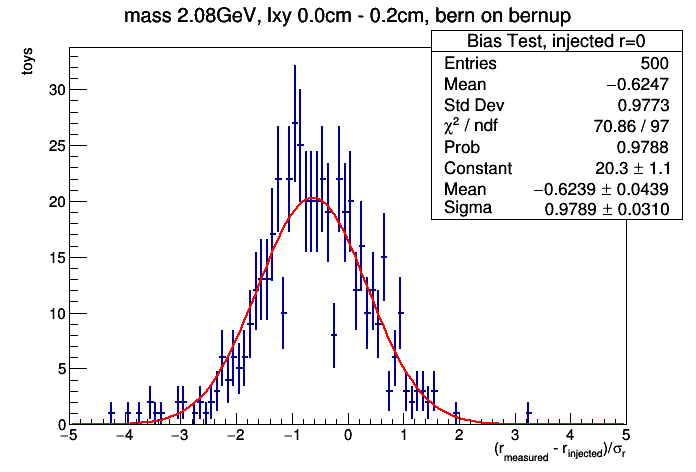 mass 2.08GeV, lxy 0.0cm - 0.2cm, bern on bernup
Bias Test, injected r=0
Entries 500
Mean −0.6247
Std Dev 0.9773
χ² / ndf 70.86 / 97
Prob 0.9788
Constant 20.3 ± 1.1
Mean −0.6239 ± 0.0439
Sigma 0.9789 ± 0.0310
toys
30
25
20
15
10
5
0
−5 −4 −3 −2 −1 0 1 2 3 4 5
(r_measured - r_injected)/σ_r